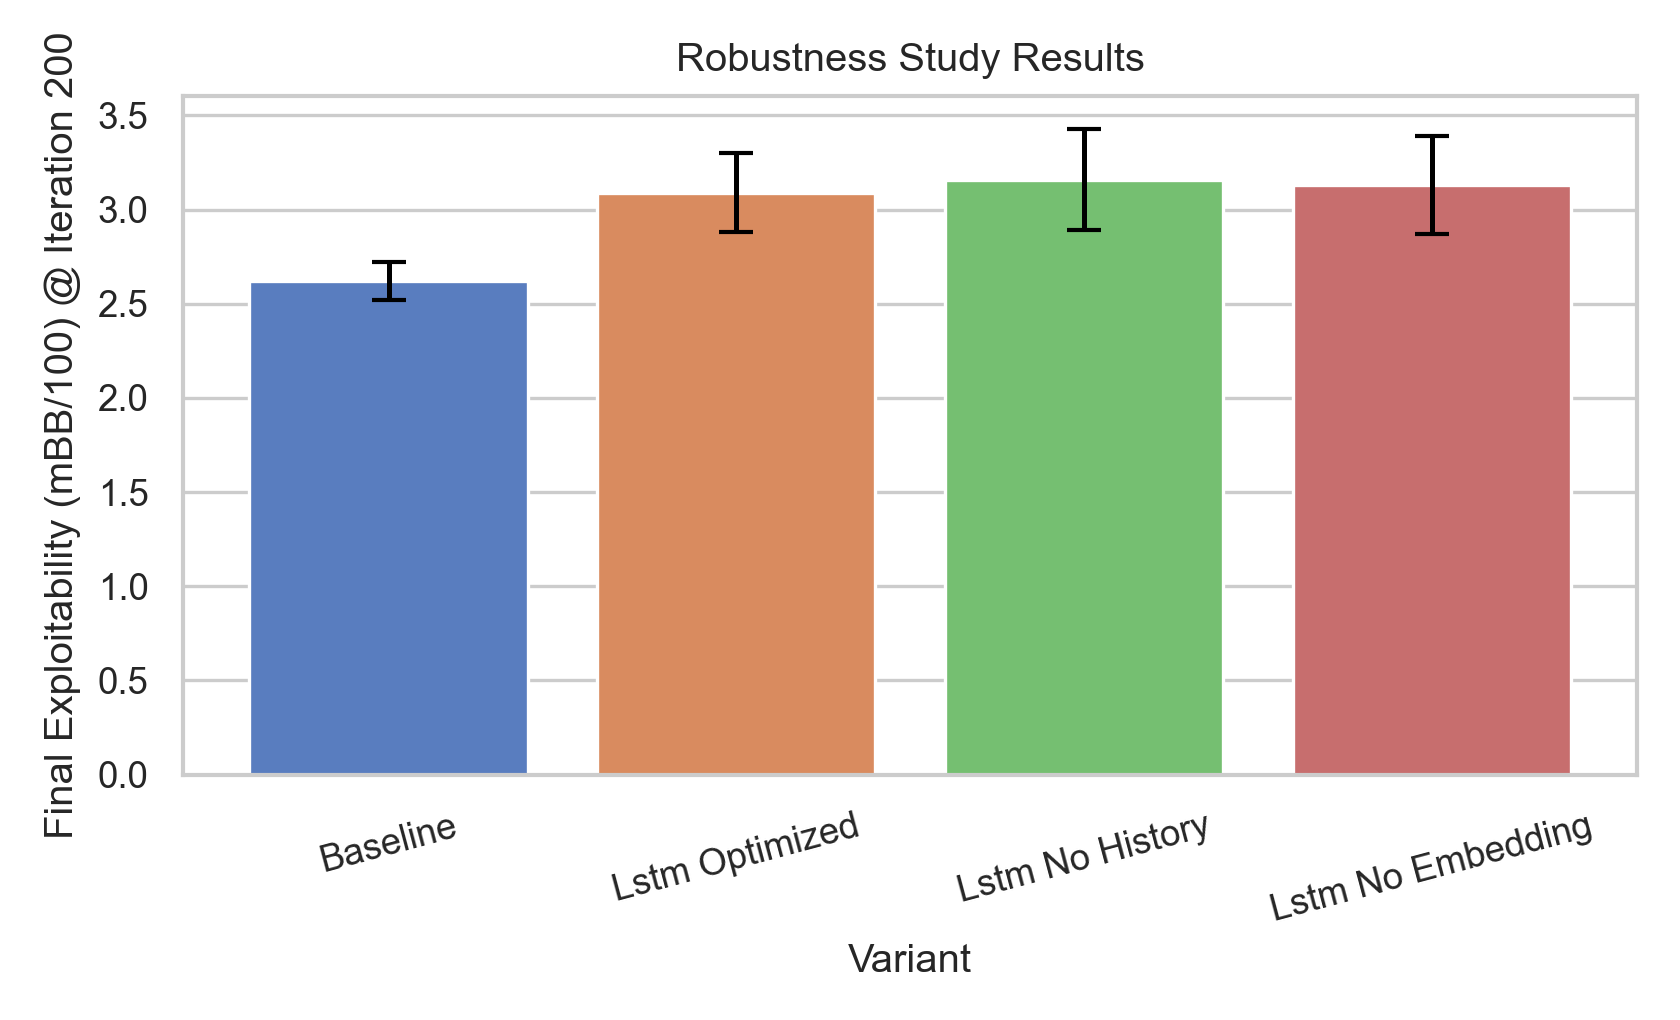 Robustness Study Results
Final Exploitability (mBB/100) @ Iteration 200
3.5
3.0
2.5
2.0
1.5
1.0
0.5
0.0
Baseline
Lstm Optimized
Lstm No History
Lstm No Embedding
Variant